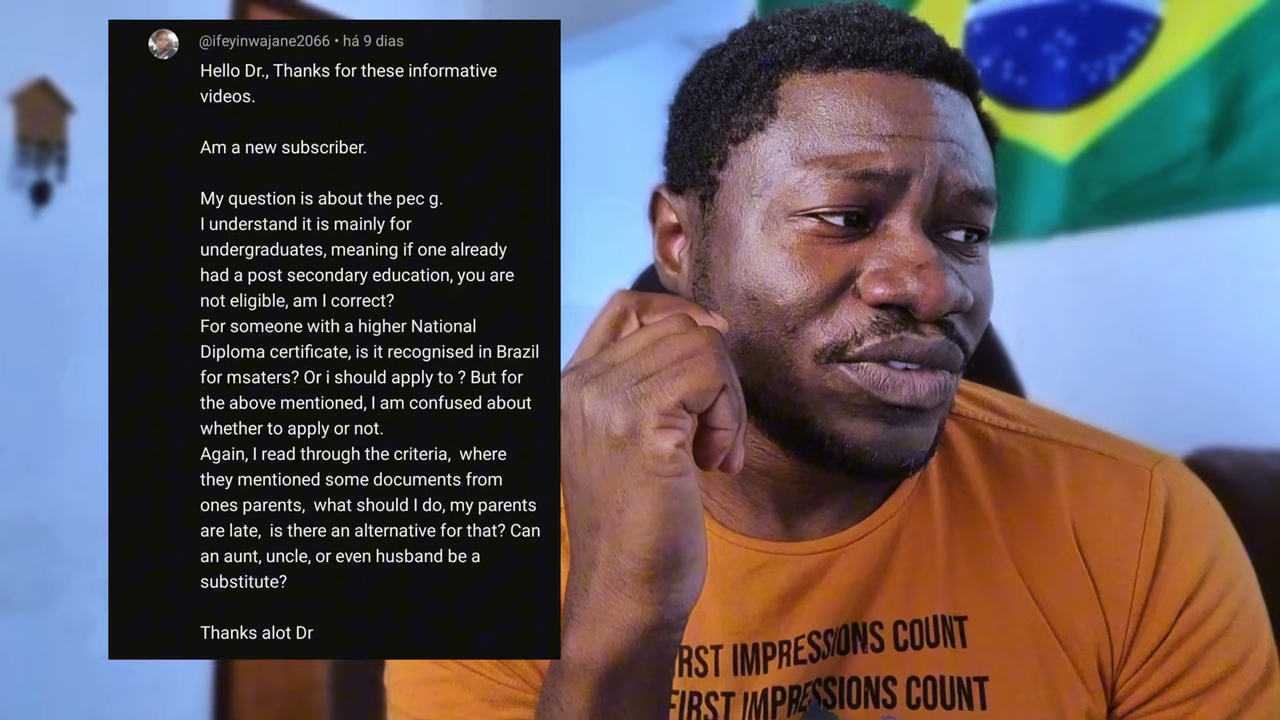 @ifeyinwajane2066 • há 9 dias
Hello Dr., Thanks for these informative
videos.
Am a new subscriber.
My question is about the pec g.
I understand it is mainly for
undergraduates, meaning if one already
had a post secondary education, you are
not eligible, am I correct?
For someone with a higher National
Diploma certificate, is it recognised in Brazil
for msaters? Or i should apply to ? But for
the above mentioned, I am confused about
whether to apply or not.
Again, I read through the criteria,  where
they mentioned some documents from
ones parents,  what should I do, my parents
are late,  is there an alternative for that? Can
an aunt, uncle, or even husband be a
substitute?
Thanks alot Dr
IMPRESSIONS COUNT
FIRST IMPRESSIONS COUNT